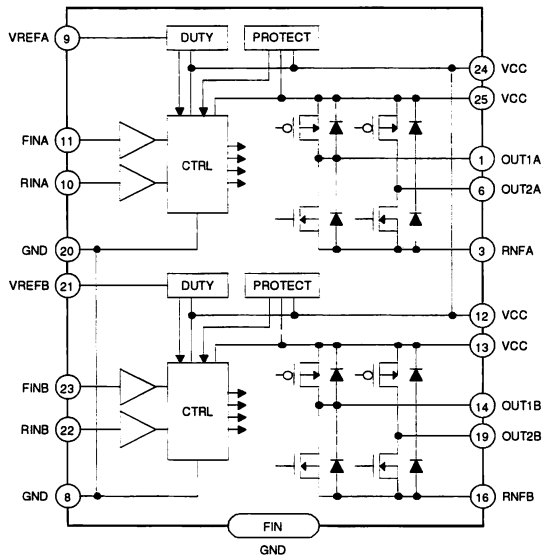 VREFA 9 DUTY PROTECT
24 VCC
25 VCC
FINA 11
CTRL
1 OUT1A
RINA 10
6 OUT2A
GND 20
3 RNFA
VREFB 21 DUTY PROTECT
12 VCC
13 VCC
FINB 23
CTRL
14 OUT1B
RINB 22
19 OUT2B
GND 8
16 RNFB
FIN
GND